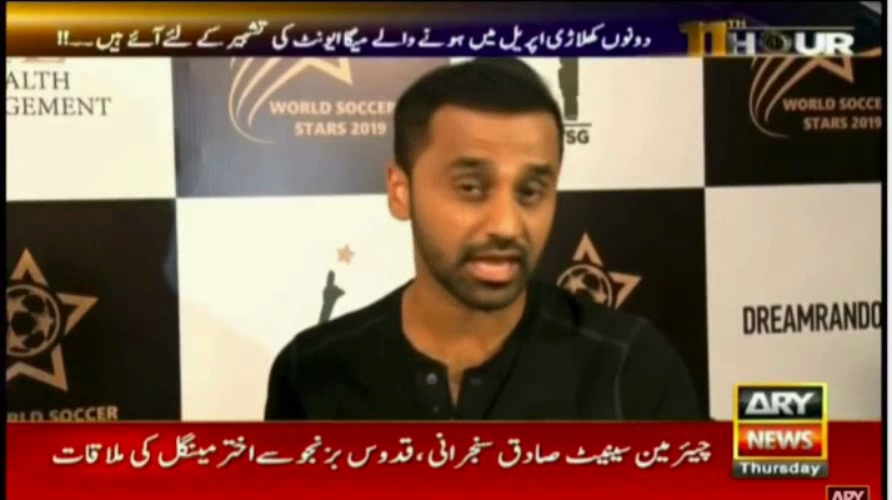 دونوں کھلاڑی اپریل میں ہونے والے میگا ایونٹ کی تشہیر کے لئے آئے ہیں ۔۔۔!!
11TH HOUR
GEMENT
WORLD SOCCER
STARS 2019
SG
WORLD SOCCE
STARS 2019
DREAMRANDO
SOCCER
چیئرمین سینیٹ صادق سنجرانی، قدوس بزنجو سے اختر مینگل کی ملاقات
ARY
NEWS
Thursday
ARY